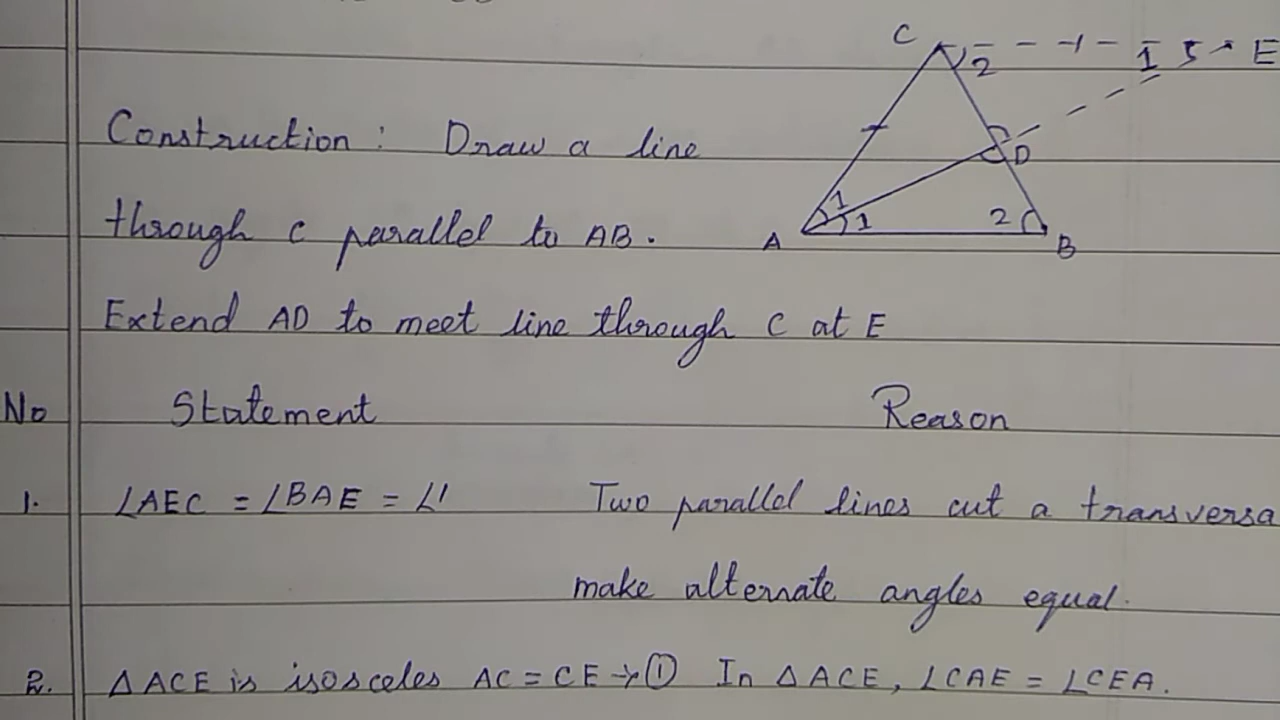 C 2 1 E
D
Construction : Draw a line
1 1 2
A B
through C parallel to AB.
Extend AD to meet line through C at E
No Statement Reason
1. ∠AEC = ∠BAE = ∠1 Two parallel lines cut a transversa
make alternate angles equal.
2. ΔACE is isosceles AC = CE → ① In ΔACE, ∠CAE = ∠CEA.